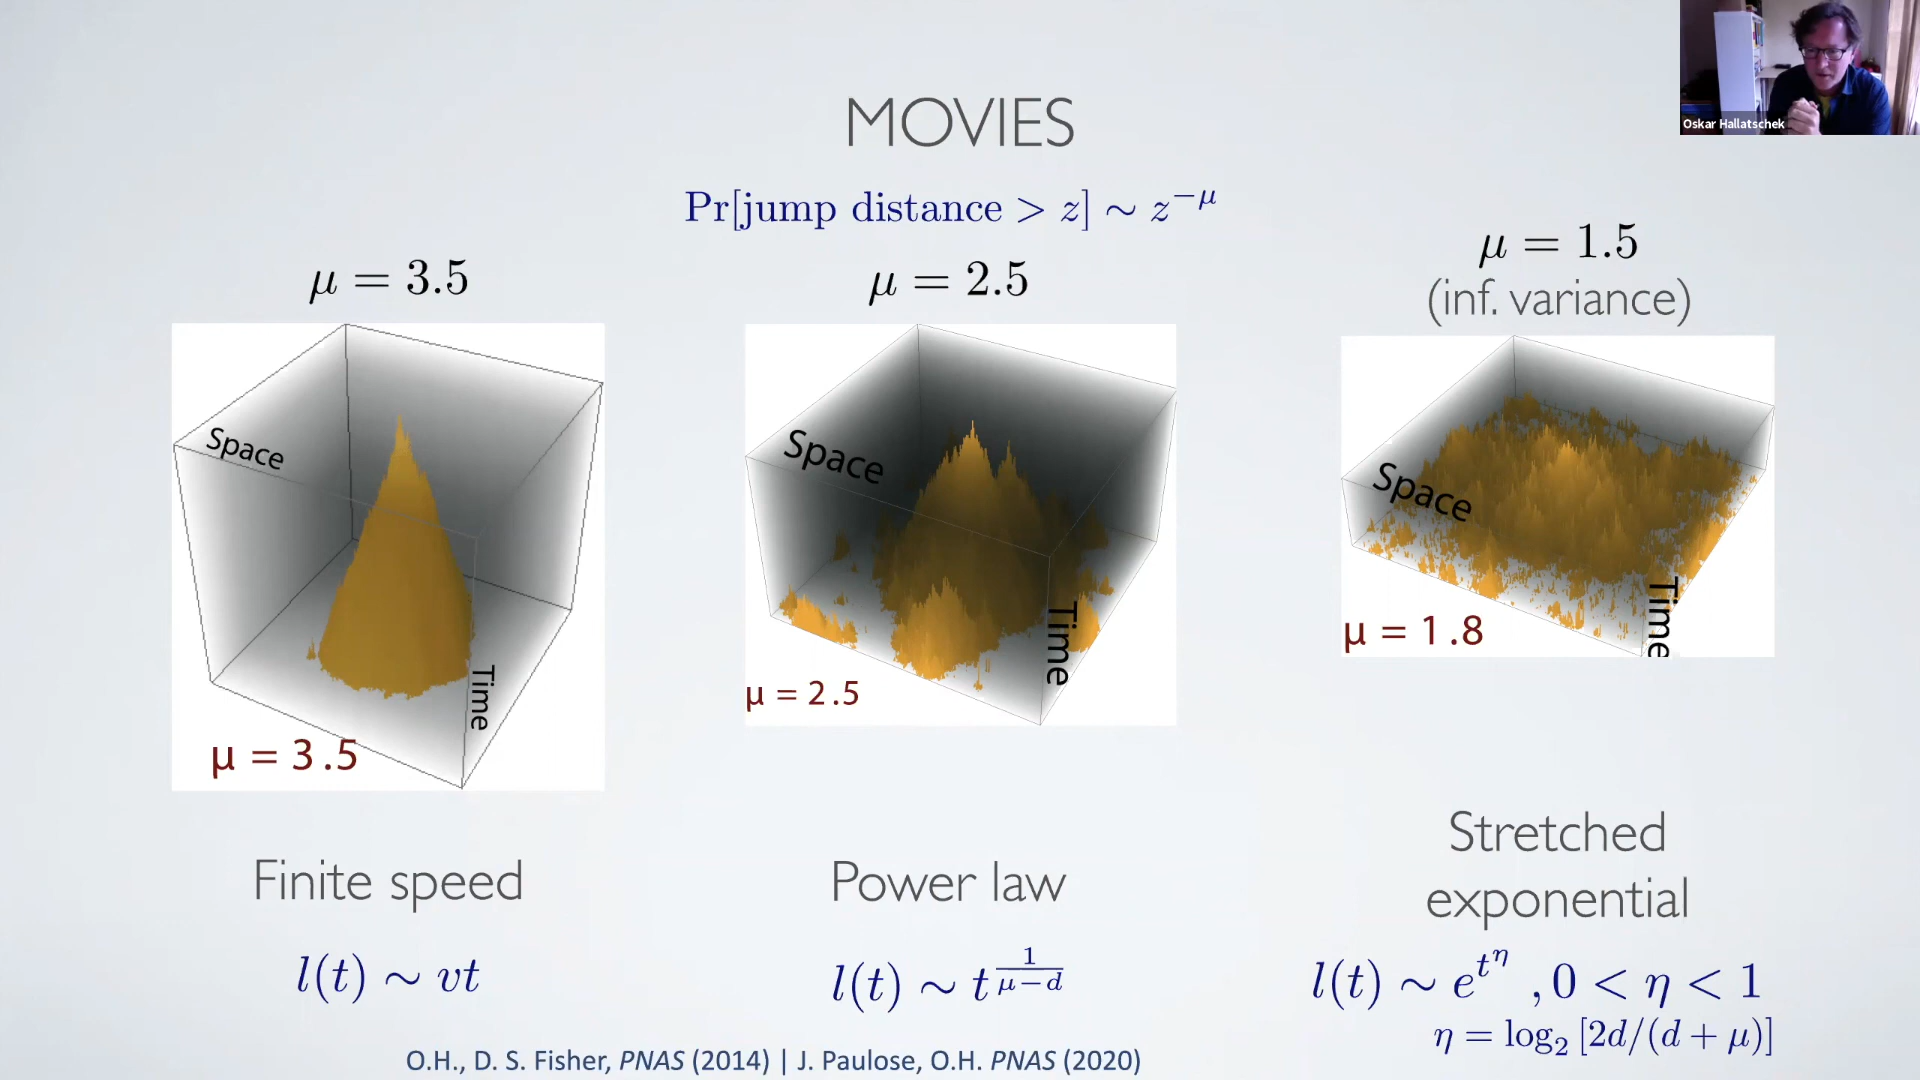 Oskar Hallatschek
MOVIES
Pr[jump distance > z] ∼ z^{−μ}
μ = 3.5
μ = 2.5
μ = 1.5
(inf. variance)
Space
Time
μ = 3.5
Space
Time
μ = 2.5
Space
Time
μ = 1.8
Finite speed
l(t) ∼ vt
Power law
l(t) ∼ t^{\frac{1}{μ−d}}
Stretched
exponential
l(t) ∼ e^{t^η} , 0 < η < 1
η = log₂ [2d/(d + μ)]
O.H., D. S. Fisher, PNAS (2014) | J. Paulose, O.H. PNAS (2020)